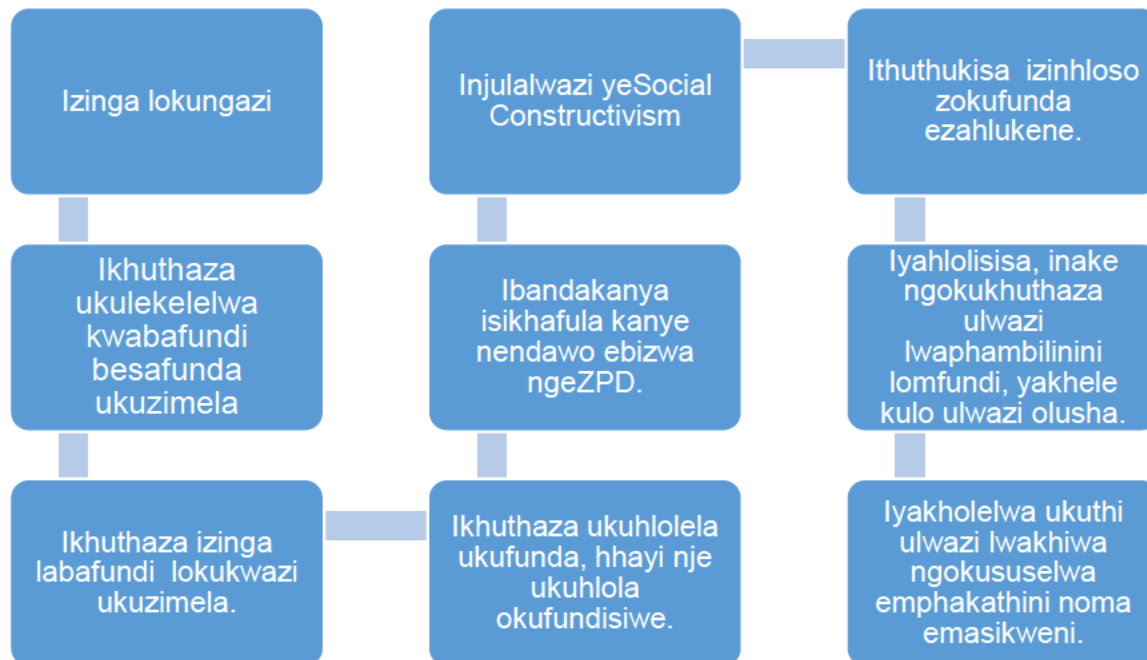 Izinga lokungazi
Ikhuthaza
ukulekelelwa
kwabafundi
besafunda
ukuzimela
Ikhuthaza izinga
labafundi lokukwazi
ukuzimela.
Ikhuthaza ukuhlolela
ukufunda, hhayi nje
ukuhlola
okufundisiwe.
Ibandakanya
isikhafula kanye
nendawo ebizwa
ngeZPD.
Injulalwazi yeSocial
Constructivism
Ithuthukisa izinhloso
zokufunda
ezahlukene.
Iyahlolisisa, inake
ngokukhuthaza
ulwazi
lwaphambilinini
lomfundi, yakhele
kulo ulwazi olusha.
Iyakholelwa ukuthi
ulwazi lwakhiwa
ngokususelwa
emphakathini noma
emasikweni.